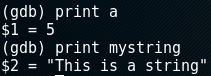 (gdb) print a
$1 = 5
(gdb) print mystring
$2 = "This is a string"